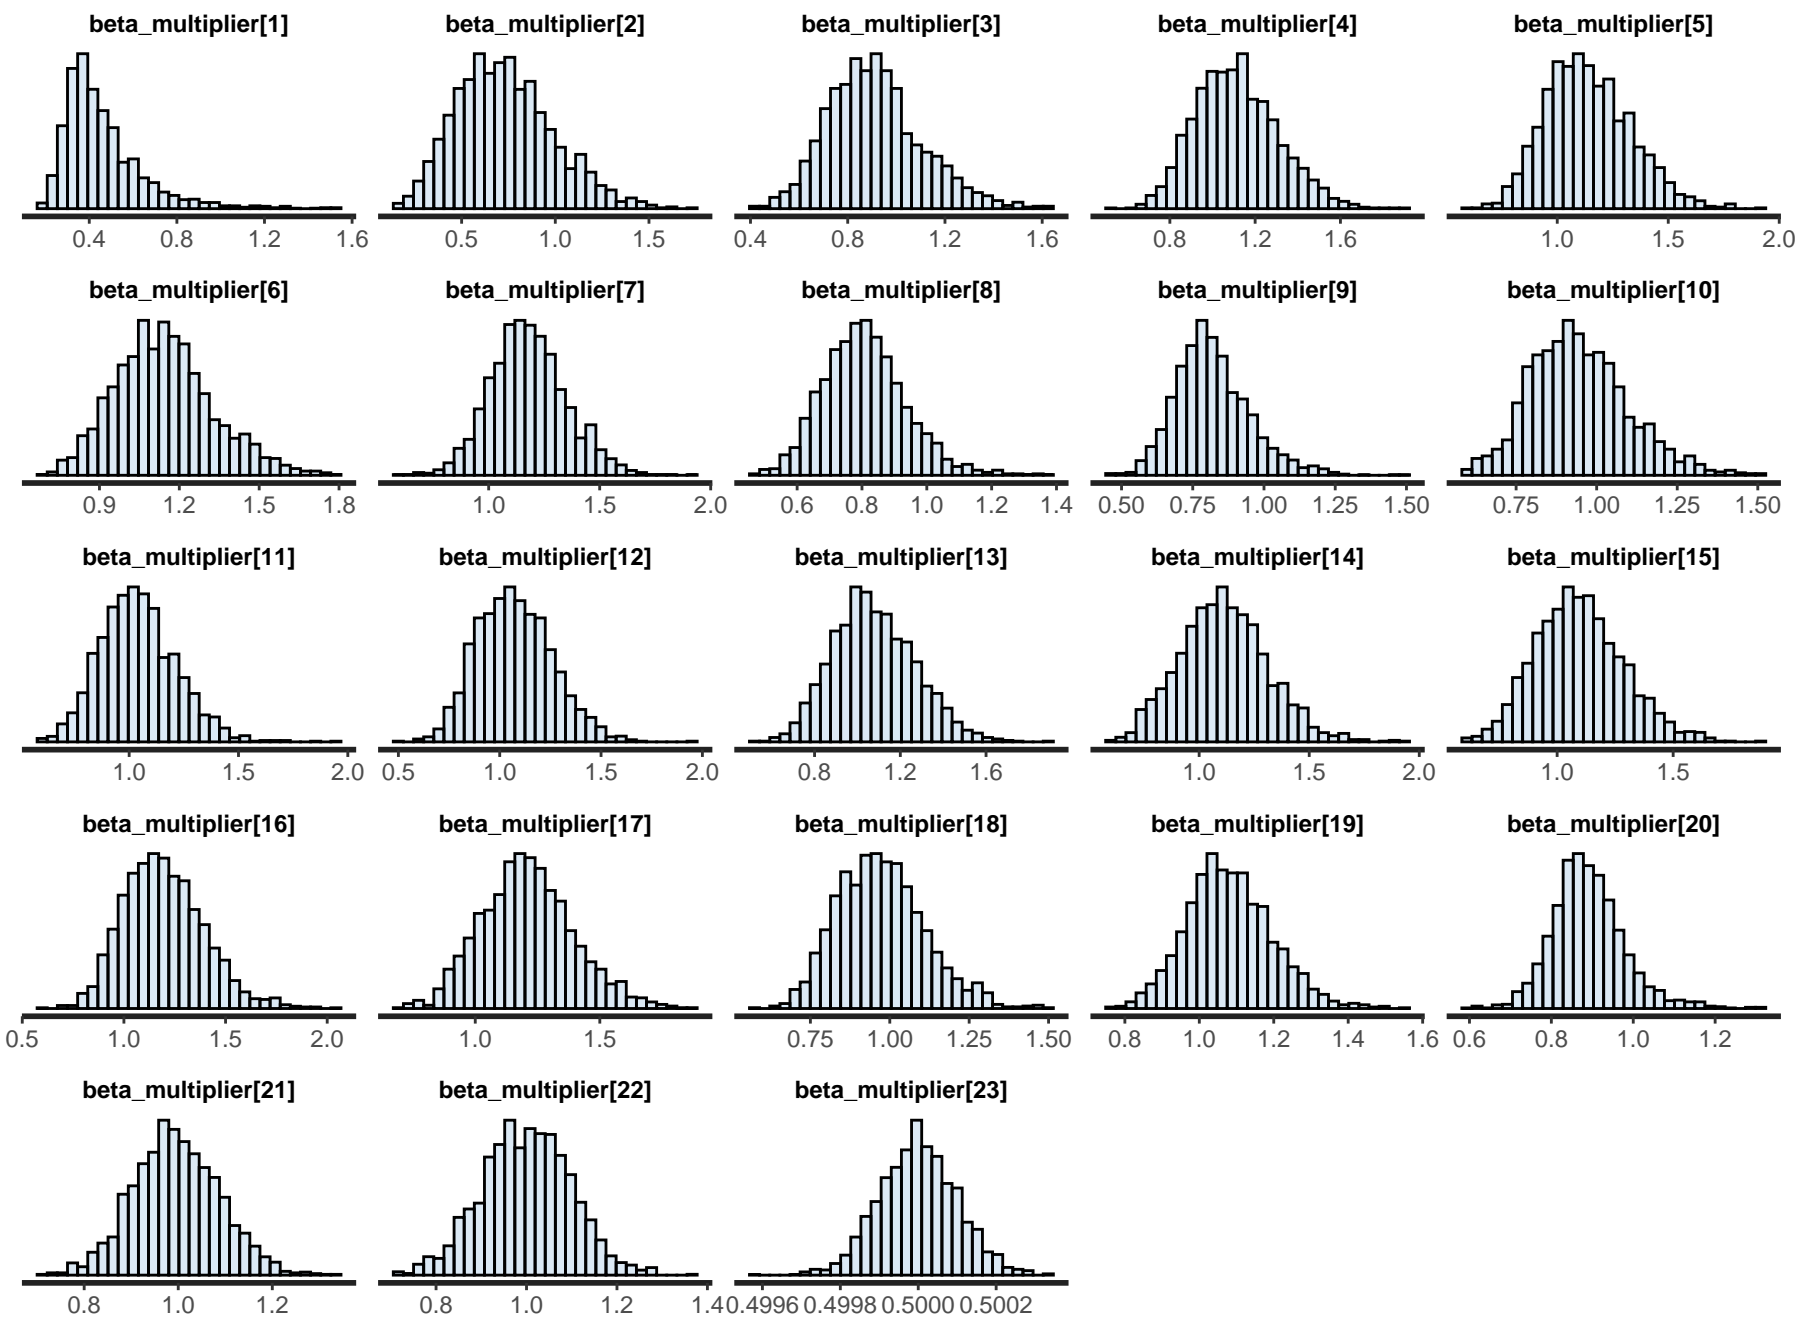 beta_multiplier[1] beta_multiplier[2] beta_multiplier[3] beta_multiplier[4] beta_multiplier[5]
0.4 0.8 1.2 1.6 0.5 1.0 1.5 0.4 0.8 1.2 1.6 0.8 1.2 1.6 1.0 1.5 2.0
beta_multiplier[6] beta_multiplier[7] beta_multiplier[8] beta_multiplier[9] beta_multiplier[10]
0.9 1.2 1.5 1.8 1.0 1.5 2.0 0.6 0.8 1.0 1.2 1.4 0.50 0.75 1.00 1.25 1.50 0.75 1.00 1.25 1.50
beta_multiplier[11] beta_multiplier[12] beta_multiplier[13] beta_multiplier[14] beta_multiplier[15]
1.0 1.5 2.0 0.5 1.0 1.5 2.0 0.8 1.2 1.6 1.0 1.5 2.0 1.0 1.5
beta_multiplier[16] beta_multiplier[17] beta_multiplier[18] beta_multiplier[19] beta_multiplier[20]
0.5 1.0 1.5 2.0 1.0 1.5 0.75 1.00 1.25 1.50 0.8 1.0 1.2 1.4 1.6 0.6 0.8 1.0 1.2
beta_multiplier[21] beta_multiplier[22] beta_multiplier[23]
0.8 1.0 1.2 0.8 1.0 1.2 1.4 0.4996 0.4998 0.5000 0.5002